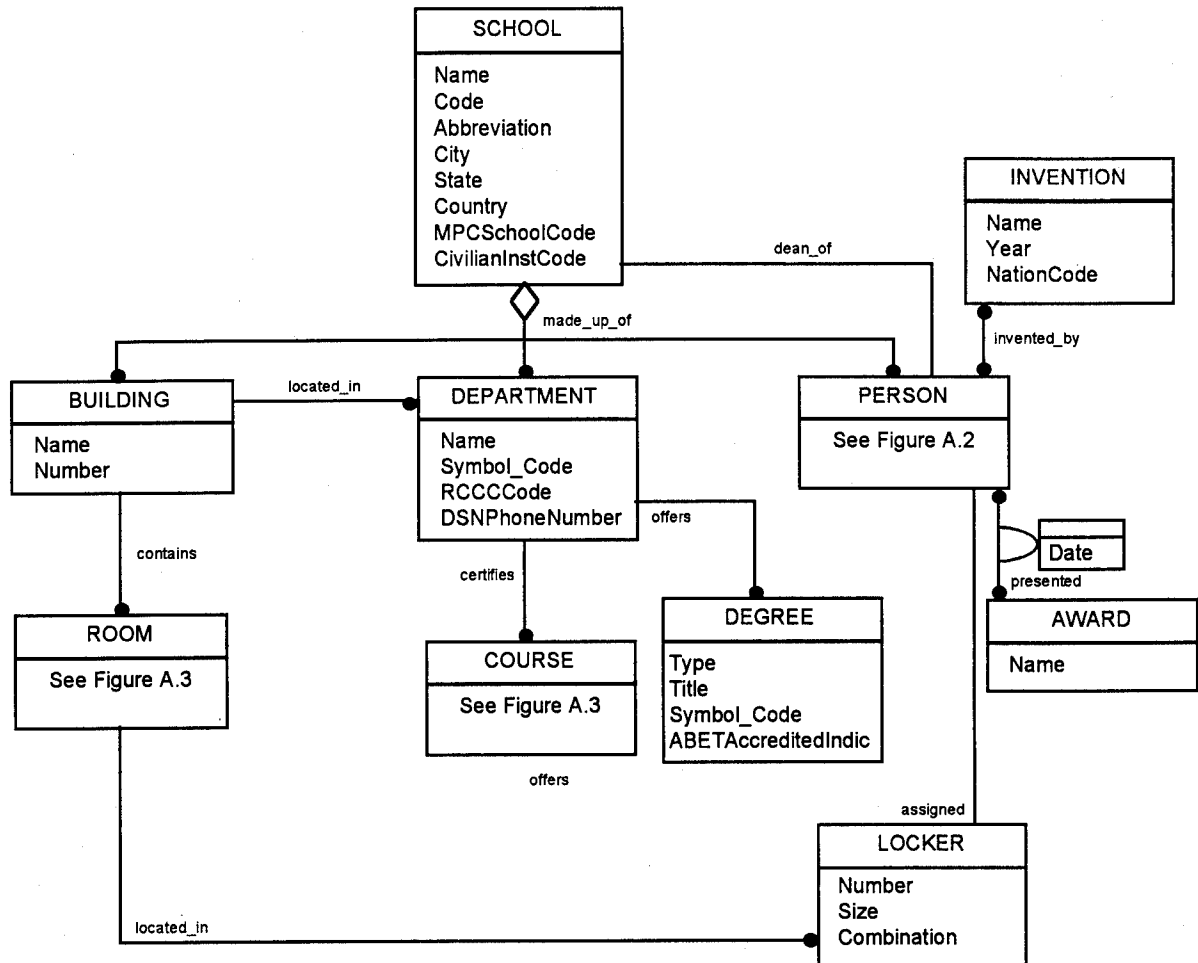 SCHOOL
Name
Code
Abbreviation
City
State
Country
MPCSchoolCode
CivilianInstCode
INVENTION
Name
Year
NationCode
dean_of
made_up_of
invented_by
BUILDING
Name
Number
located_in
DEPARTMENT
Name
Symbol_Code
RCCCCode
DSNPhoneNumber
PERSON
See Figure A.2
offers
contains
certifies
Date
presented
ROOM
See Figure A.3
COURSE
See Figure A.3
DEGREE
Type
Title
Symbol_Code
ABETAccreditedIndic
AWARD
Name
offers
assigned
LOCKER
Number
Size
Combination
located_in